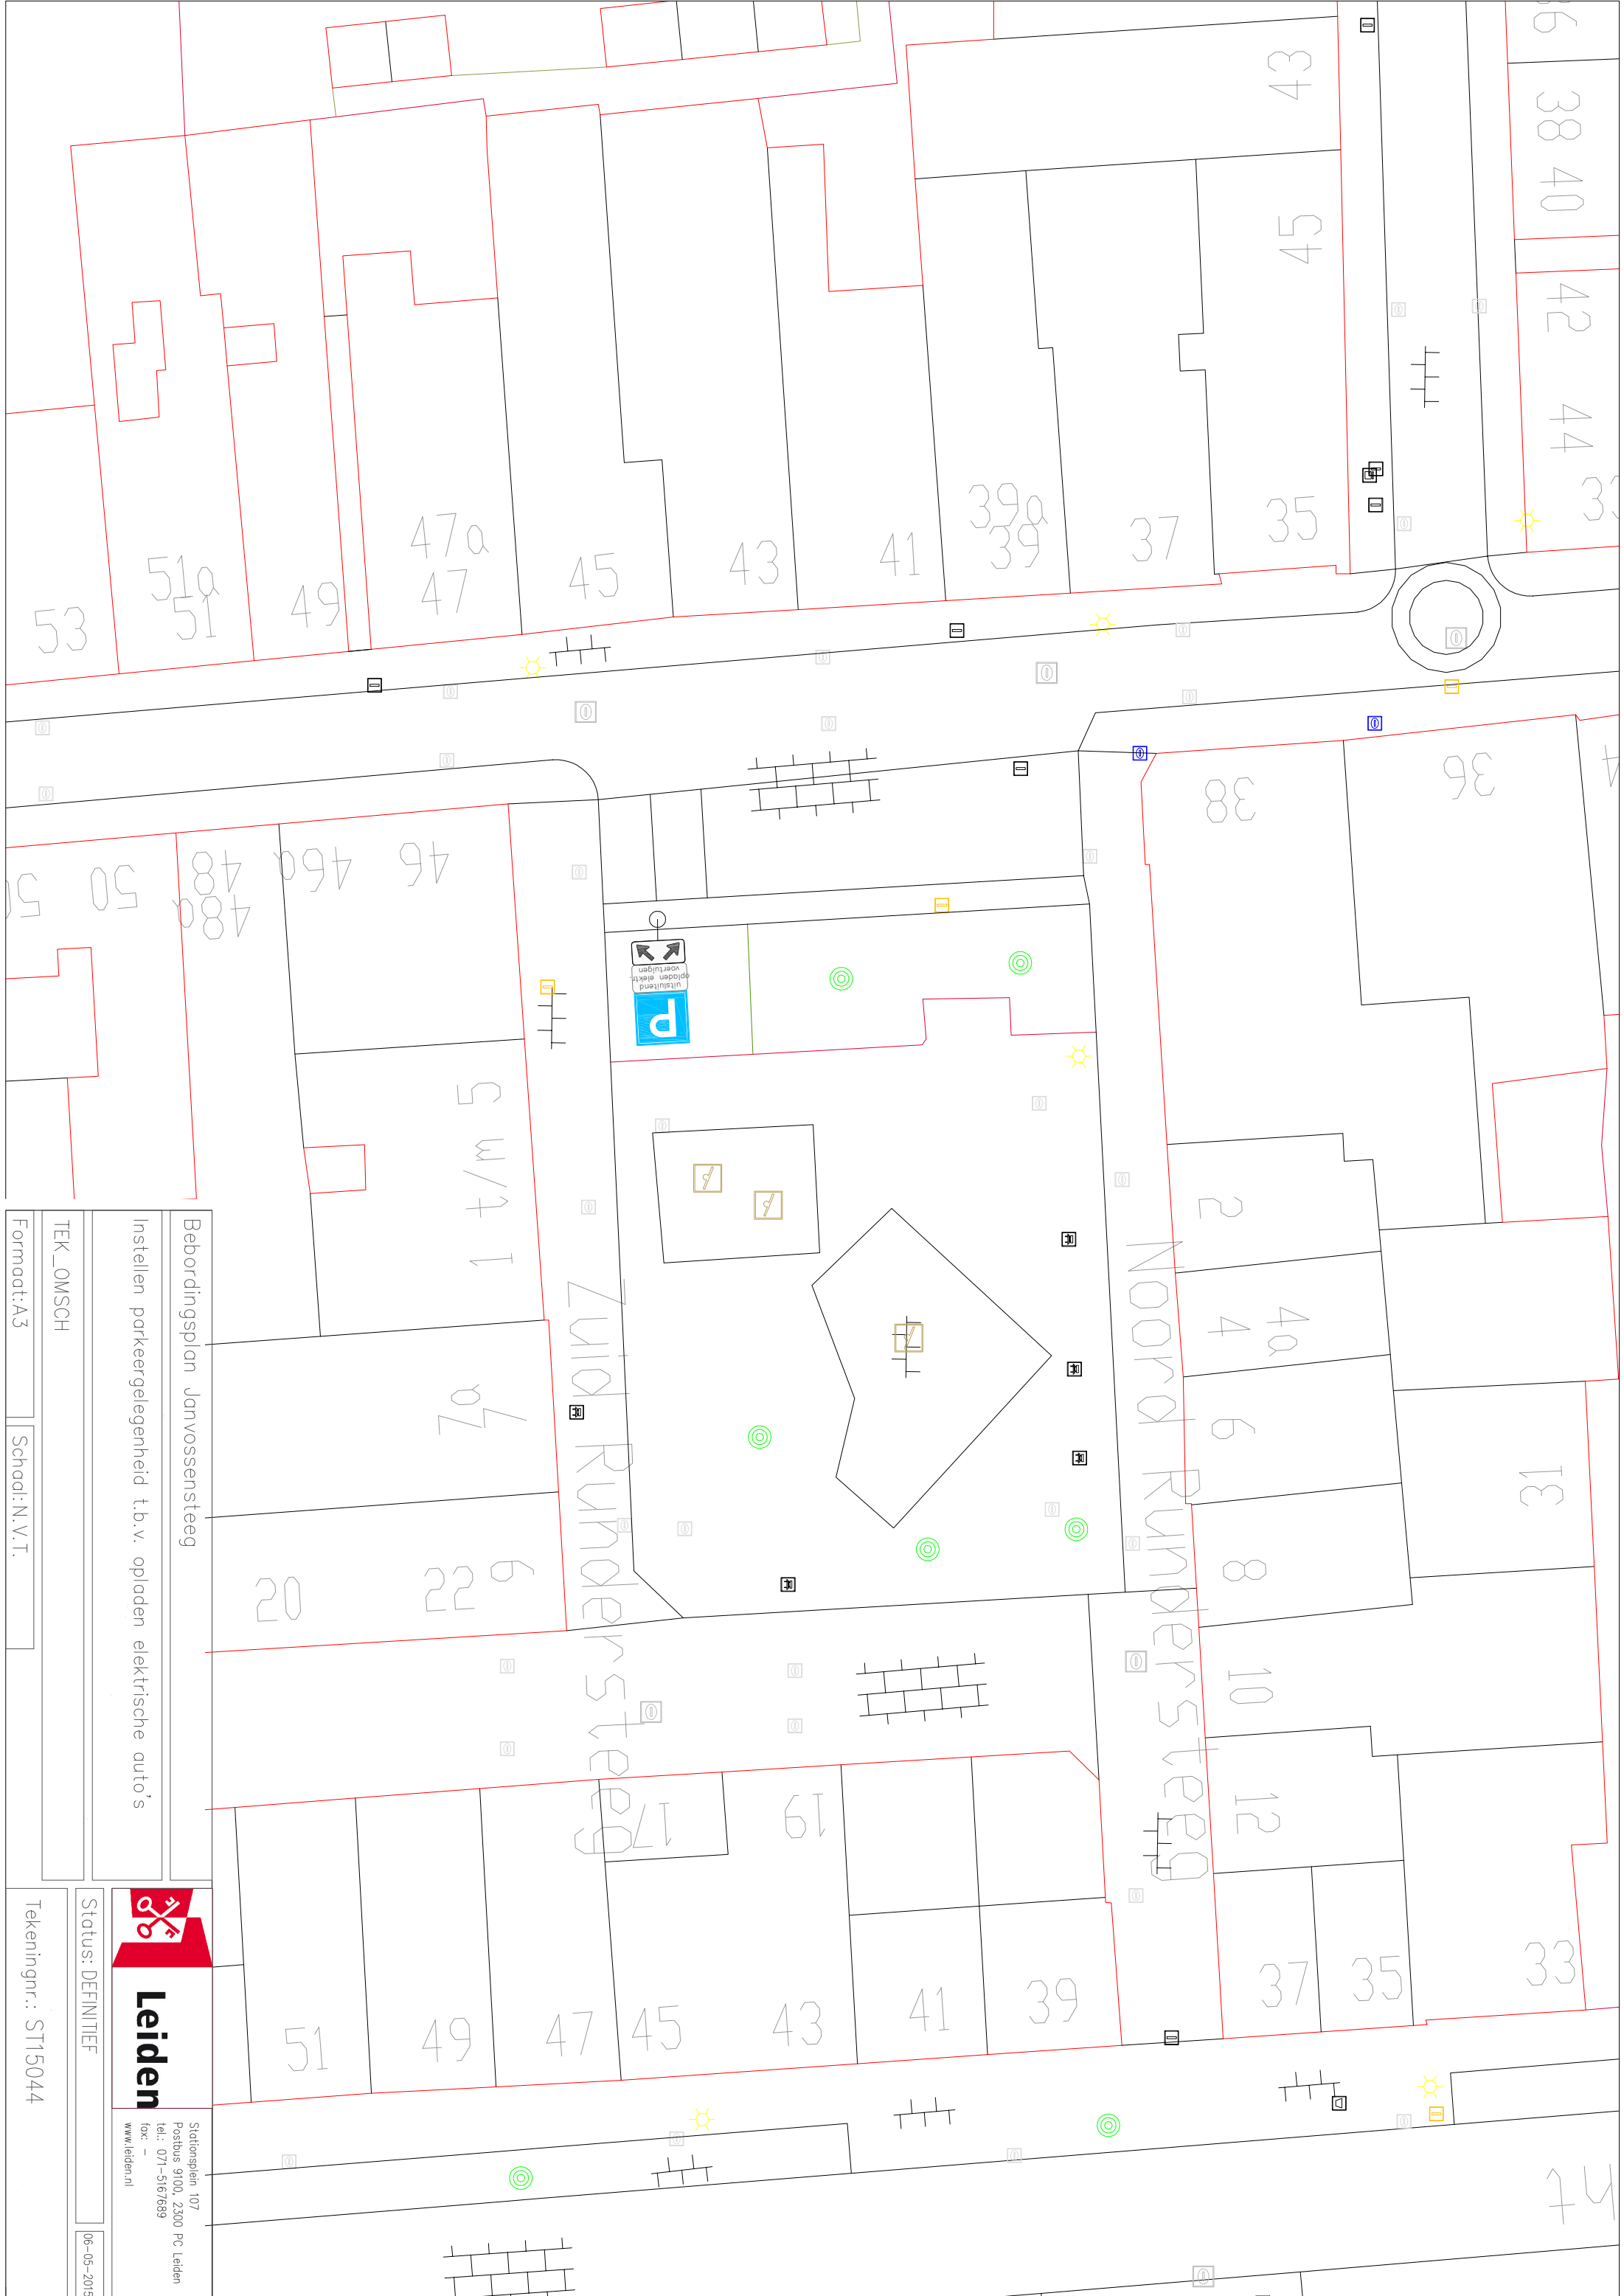 43
38 40
45
42
44
35
37
39a
39
41
43
45
47a
47
49
51a
51
53
36
38
46
46a
48
48a
50
P
uitsluitend
opladen elektr.
voertuigen
1 t/m 5
7a
9
22
20
Zuid Rundersteeg
Noord Rundersteeg
2
4
4a
6
8
10
12
13
17
19
51
49
47
45
43
41
39
37
35
33
ht
Bebordingsplan Janvossensteeg
Instellen parkeergelegenheid t.b.v. opladen elektrische auto's
TEK_OMSCH
Formaat: A3
Schaal: N.V.T.
Leiden
Stationsplein 107
Postbus 9100, 2300 PC Leiden
tel.: 071-5167689
fax: -
www.leiden.nl
Status: DEFINITIEF
06-05-2015
Tekeningnr.: ST15044